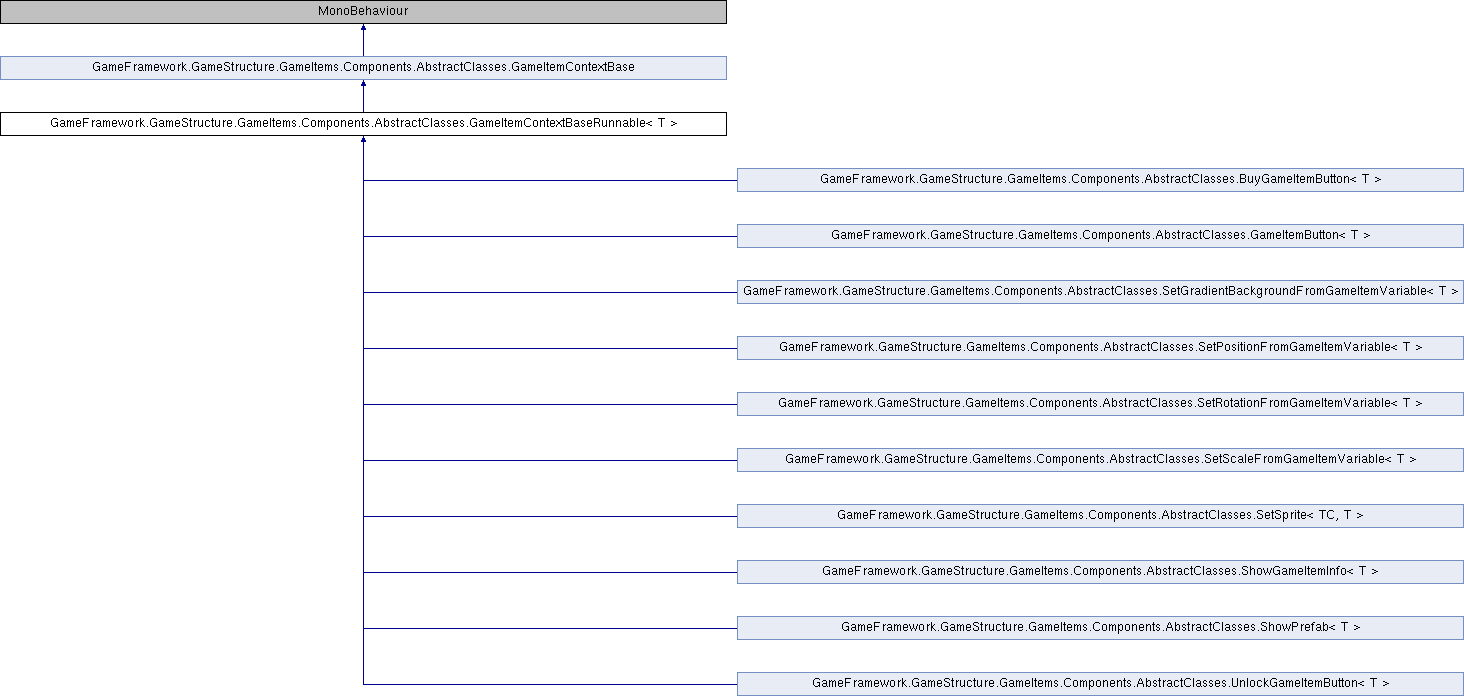 MonoBehaviour
GameFramework.GameStructure.GameItems.Components.AbstractClasses.GameItemContextBase
GameFramework.GameStructure.GameItems.Components.AbstractClasses.GameItemContextBaseRunnable< T >
GameFramework.GameStructure.GameItems.Components.AbstractClasses.BuyGameItemButton< T >
GameFramework.GameStructure.GameItems.Components.AbstractClasses.GameItemButton< T >
GameFramework.GameStructure.GameItems.Components.AbstractClasses.SetGradientBackgroundFromGameItemVariable< T >
GameFramework.GameStructure.GameItems.Components.AbstractClasses.SetPositionFromGameItemVariable< T >
GameFramework.GameStructure.GameItems.Components.AbstractClasses.SetRotationFromGameItemVariable< T >
GameFramework.GameStructure.GameItems.Components.AbstractClasses.SetScaleFromGameItemVariable< T >
GameFramework.GameStructure.GameItems.Components.AbstractClasses.SetSprite< TC, T >
GameFramework.GameStructure.GameItems.Components.AbstractClasses.ShowGameItemInfo< T >
GameFramework.GameStructure.GameItems.Components.AbstractClasses.ShowPrefab< T >
GameFramework.GameStructure.GameItems.Components.AbstractClasses.UnlockGameItemButton< T >